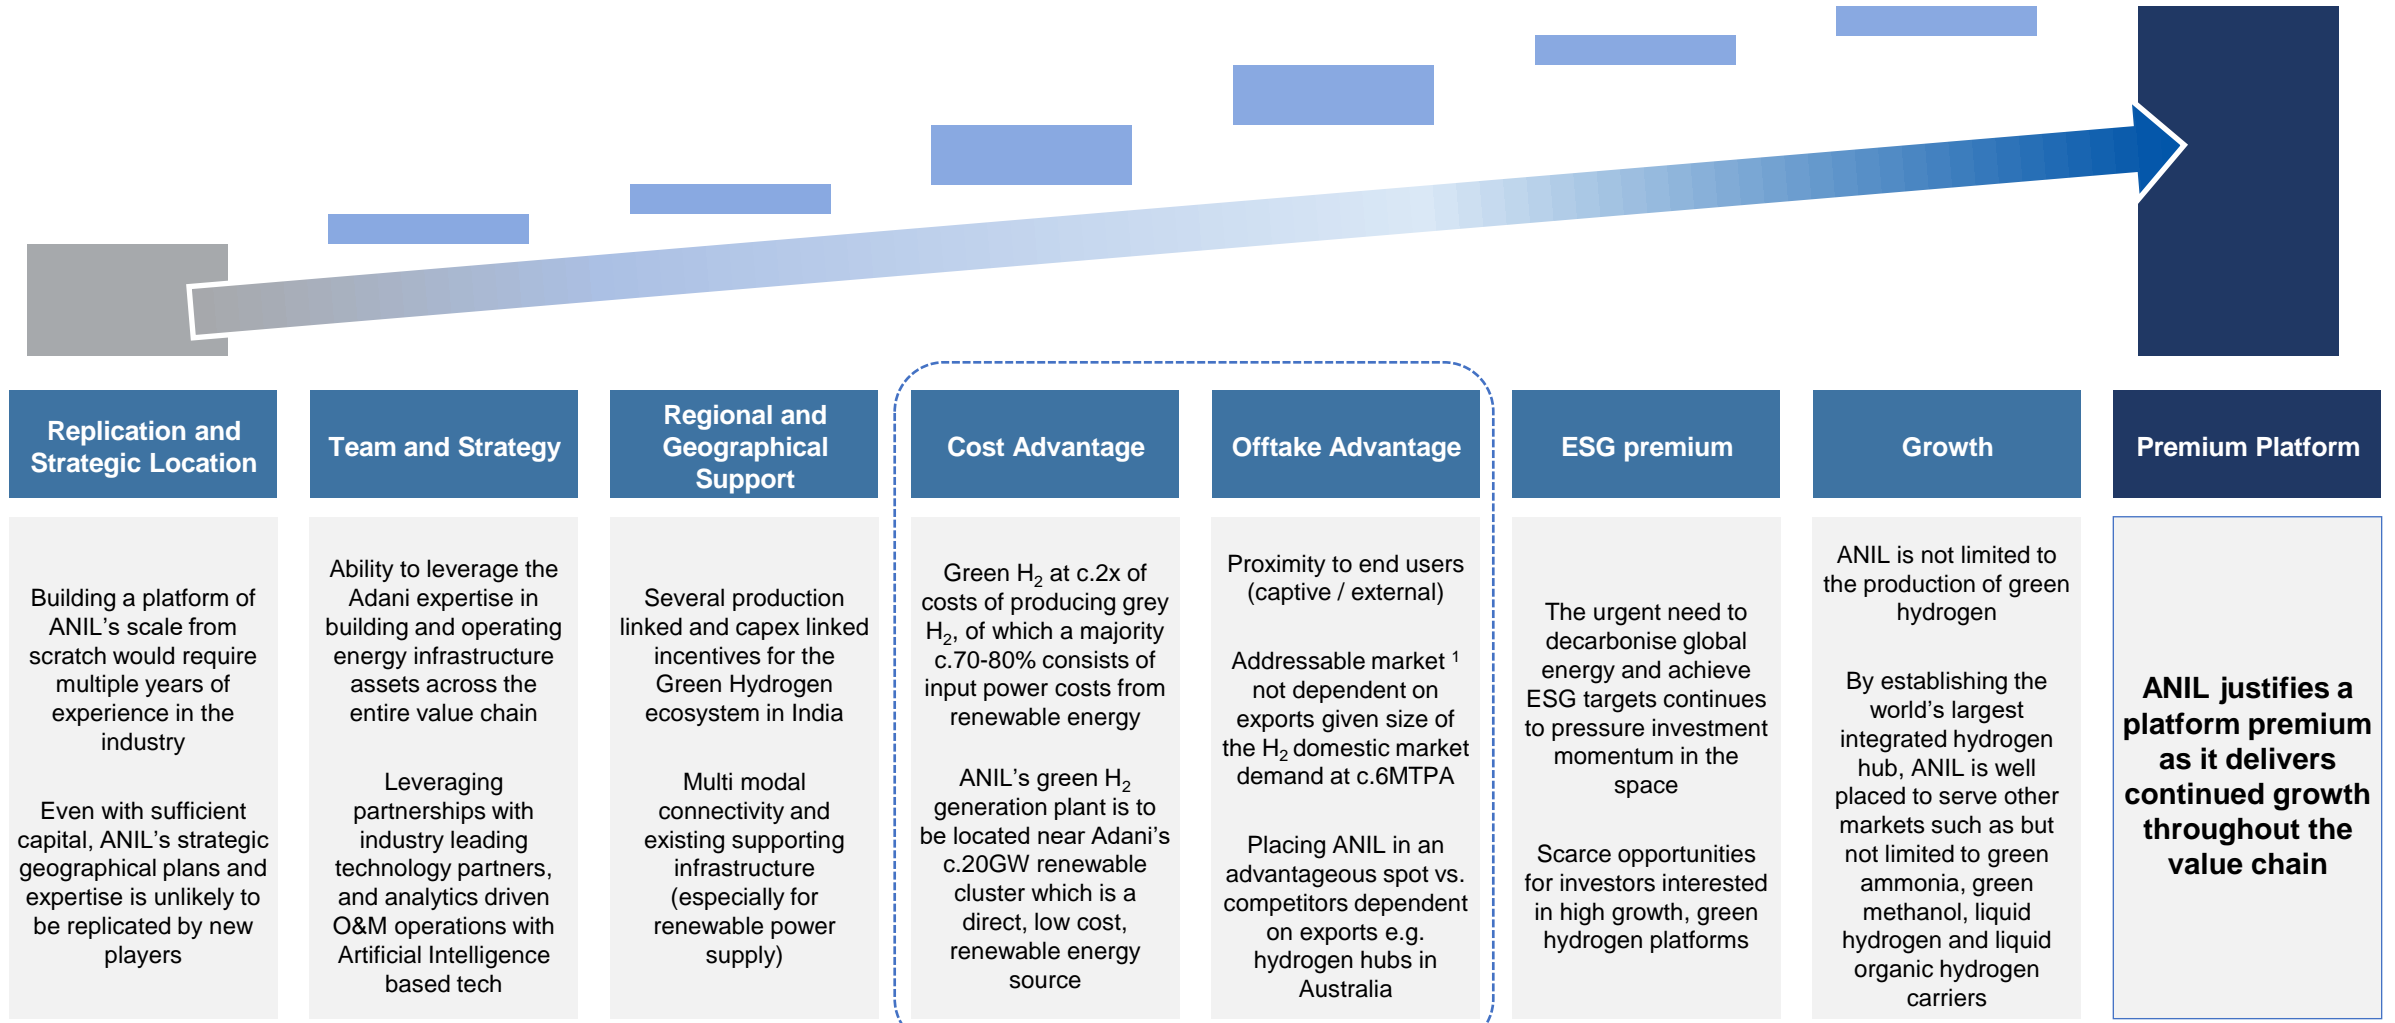 Replication and
Strategic Location
Building a platform of
ANIL’s scale from
scratch would require
multiple years of
experience in the
industry
Even with sufficient
capital, ANIL’s strategic
geographical plans and
expertise is unlikely to
be replicated by new
players
Team and Strategy
Ability to leverage the
Adani expertise in
building and operating
energy infrastructure
assets across the
entire value chain
Leveraging
partnerships with
industry leading
technology partners,
and analytics driven
O&M operations with
Artificial Intelligence
based tech
Regional and
Geographical
Support
Several production
linked and capex linked
incentives for the
Green Hydrogen
ecosystem in India
Multi modal
connectivity and
existing supporting
infrastructure
(especially for
renewable power
supply)
Cost Advantage
Green H₂ at c.2x of
costs of producing grey
H₂, of which a majority
c.70-80% consists of
input power costs from
renewable energy
ANIL’s green H₂
generation plant is to
be located near Adani’s
c.20GW renewable
cluster which is a
direct, low cost,
renewable energy
source
Offtake Advantage
Proximity to end users
(captive / external)
Addressable market ¹
not dependent on
exports given size of
the H₂ domestic market
demand at c.6MTPA
Placing ANIL in an
advantageous spot vs.
competitors dependent
on exports e.g.
hydrogen hubs in
Australia
ESG premium
The urgent need to
decarbonise global
energy and achieve
ESG targets continues
to pressure investment
momentum in the
space
Scarce opportunities
for investors interested
in high growth, green
hydrogen platforms
Growth
ANIL is not limited to
the production of green
hydrogen
By establishing the
world’s largest
integrated hydrogen
hub, ANIL is well
placed to serve other
markets such as but
not limited to green
ammonia, green
methanol, liquid
hydrogen and liquid
organic hydrogen
carriers
Premium Platform
ANIL justifies a
platform premium
as it delivers
continued growth
throughout the
value chain